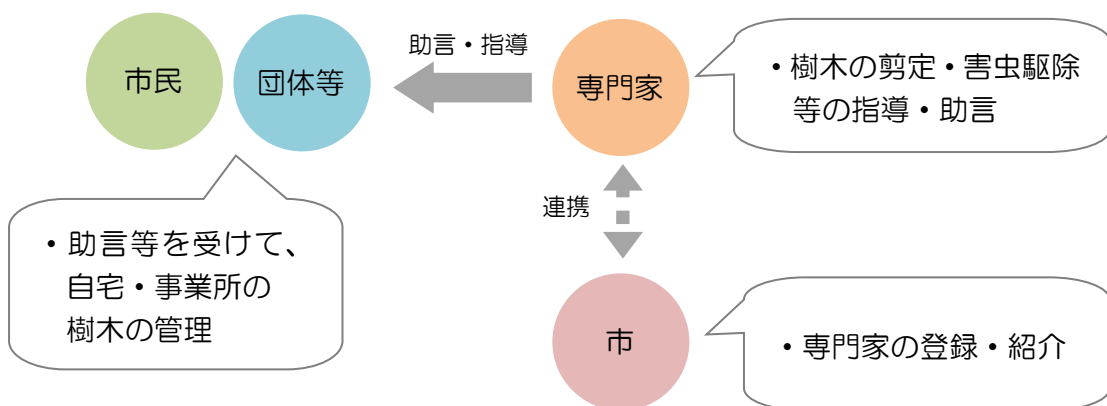 市民
団体等
助言・指導
専門家
・樹木の剪定・害虫駆除
等の指導・助言
連携
・助言等を受けて、
自宅・事業所の
樹木の管理
市
・専門家の登録・紹介